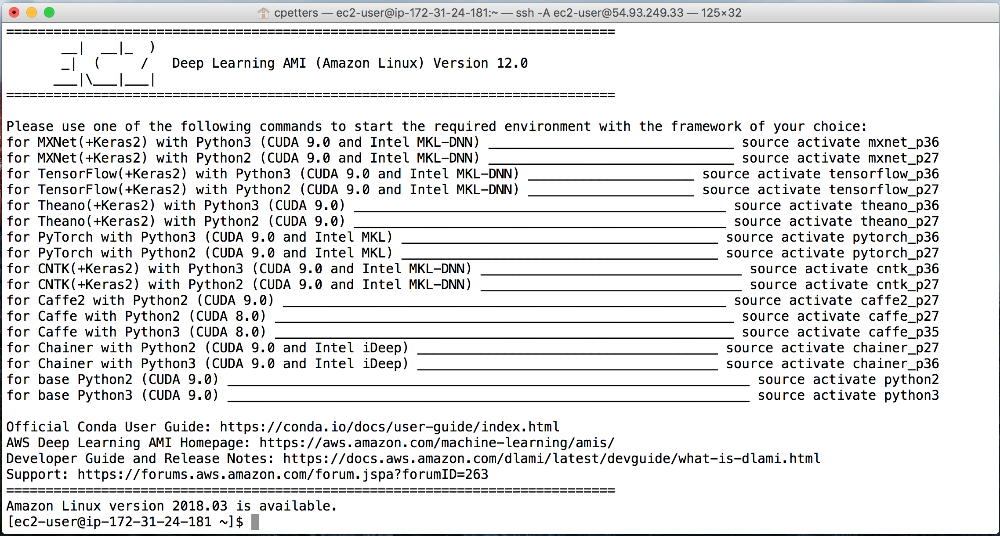 cpetters — ec2-user@ip-172-31-24-181:~ — ssh -A ec2-user@54.93.249.33 — 125×32
=============================================================================
       __|  __|_  )
       _|  (     /   Deep Learning AMI (Amazon Linux) Version 12.0
      ___|\___|___|
=============================================================================

Please use one of the following commands to start the required environment with the framework of your choice:
for MXNet(+Keras2) with Python3 (CUDA 9.0 and Intel MKL-DNN) _______________________________ source activate mxnet_p36
for MXNet(+Keras2) with Python2 (CUDA 9.0 and Intel MKL-DNN) _______________________________ source activate mxnet_p27
for TensorFlow(+Keras2) with Python3 (CUDA 9.0 and Intel MKL-DNN) _____________________ source activate tensorflow_p36
for TensorFlow(+Keras2) with Python2 (CUDA 9.0 and Intel MKL-DNN) _____________________ source activate tensorflow_p27
for Theano(+Keras2) with Python3 (CUDA 9.0) _______________________________________________ source activate theano_p36
for Theano(+Keras2) with Python2 (CUDA 9.0) _______________________________________________ source activate theano_p27
for PyTorch with Python3 (CUDA 9.0 and Intel MKL) ________________________________________ source activate pytorch_p36
for PyTorch with Python2 (CUDA 9.0 and Intel MKL) ________________________________________ source activate pytorch_p27
for CNTK(+Keras2) with Python3 (CUDA 9.0 and Intel MKL-DNN) _________________________________ source activate cntk_p36
for CNTK(+Keras2) with Python2 (CUDA 9.0 and Intel MKL-DNN) _________________________________ source activate cntk_p27
for Caffe2 with Python2 (CUDA 9.0) ________________________________________________________ source activate caffe2_p27
for Caffe with Python2 (CUDA 8.0) __________________________________________________________ source activate caffe_p27
for Caffe with Python3 (CUDA 8.0) __________________________________________________________ source activate caffe_p35
for Chainer with Python2 (CUDA 9.0 and Intel iDeep) ______________________________________ source activate chainer_p27
for Chainer with Python3 (CUDA 9.0 and Intel iDeep) ______________________________________ source activate chainer_p36
for base Python2 (CUDA 9.0) __________________________________________________________________ source activate python2
for base Python3 (CUDA 9.0) __________________________________________________________________ source activate python3

Official Conda User Guide: https://conda.io/docs/user-guide/index.html
AWS Deep Learning AMI Homepage: https://aws.amazon.com/machine-learning/amis/
Developer Guide and Release Notes: https://docs.aws.amazon.com/dlami/latest/devguide/what-is-dlami.html
Support: https://forums.aws.amazon.com/forum.jspa?forumID=263
=============================================================================
Amazon Linux version 2018.03 is available.
[ec2-user@ip-172-31-24-181 ~]$